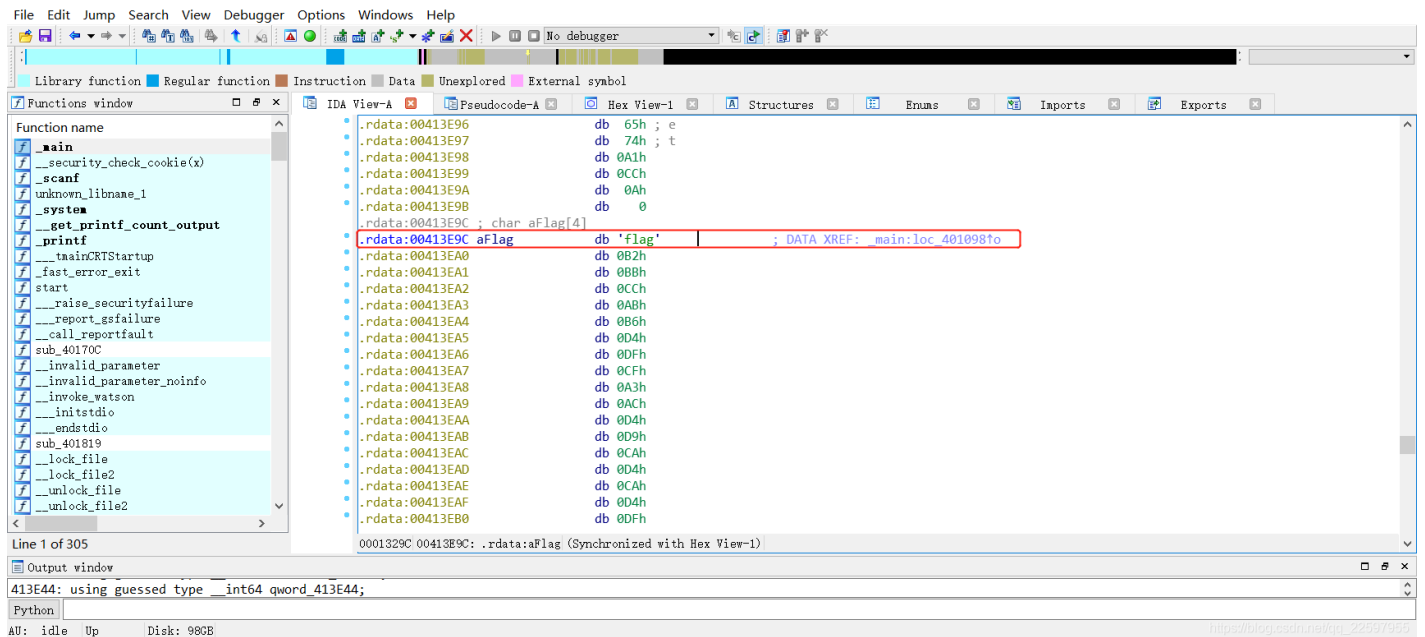 File Edit Jump Search View Debugger Options Windows Help
No debugger
Library function Regular function Instruction Data Unexplored External symbol
Functions window
IDA View-A Pseudocode-A Hex View-1 Structures Enums Imports Exports
Function name
_main
__security_check_cookie(x)
_scanf
unknown_libname_1
_system
__get_printf_count_output
_printf
___tmainCRTStartup
_fast_error_exit
start
___raise_securityfailure
___report_gsfailure
__call_reportfault
sub_40170C
__invalid_parameter
__invalid_parameter_noinfo
__invoke_watson
___initstdio
___endstdio
sub_401819
__lock_file
__lock_file2
__unlock_file
__unlock_file2
Line 1 of 305
.rdata:00413E96 db 65h ; e
.rdata:00413E97 db 74h ; t
.rdata:00413E98 db 0A1h
.rdata:00413E99 db 0CCh
.rdata:00413E9A db 0Ah
.rdata:00413E9B db 0
.rdata:00413E9C ; char aFlag[4]
.rdata:00413E9C aFlag db 'flag' ; DATA XREF: _main:loc_401098↑o
.rdata:00413EA0 db 0B2h
.rdata:00413EA1 db 0BBh
.rdata:00413EA2 db 0CCh
.rdata:00413EA3 db 0ABh
.rdata:00413EA4 db 0B6h
.rdata:00413EA5 db 0D4h
.rdata:00413EA6 db 0DFh
.rdata:00413EA7 db 0CFh
.rdata:00413EA8 db 0A3h
.rdata:00413EA9 db 0ACh
.rdata:00413EAA db 0D4h
.rdata:00413EAB db 0D9h
.rdata:00413EAC db 0CAh
.rdata:00413EAD db 0D4h
.rdata:00413EAE db 0CAh
.rdata:00413EAF db 0D4h
.rdata:00413EB0 db 0DFh
0001329C 00413E9C: .rdata:aFlag (Synchronized with Hex View-1)
Output window
413E44: using guessed type __int64 qword_413E44;
Python
AU: idle Up Disk: 98GB
https://blog.csdn.net/qq_22597955